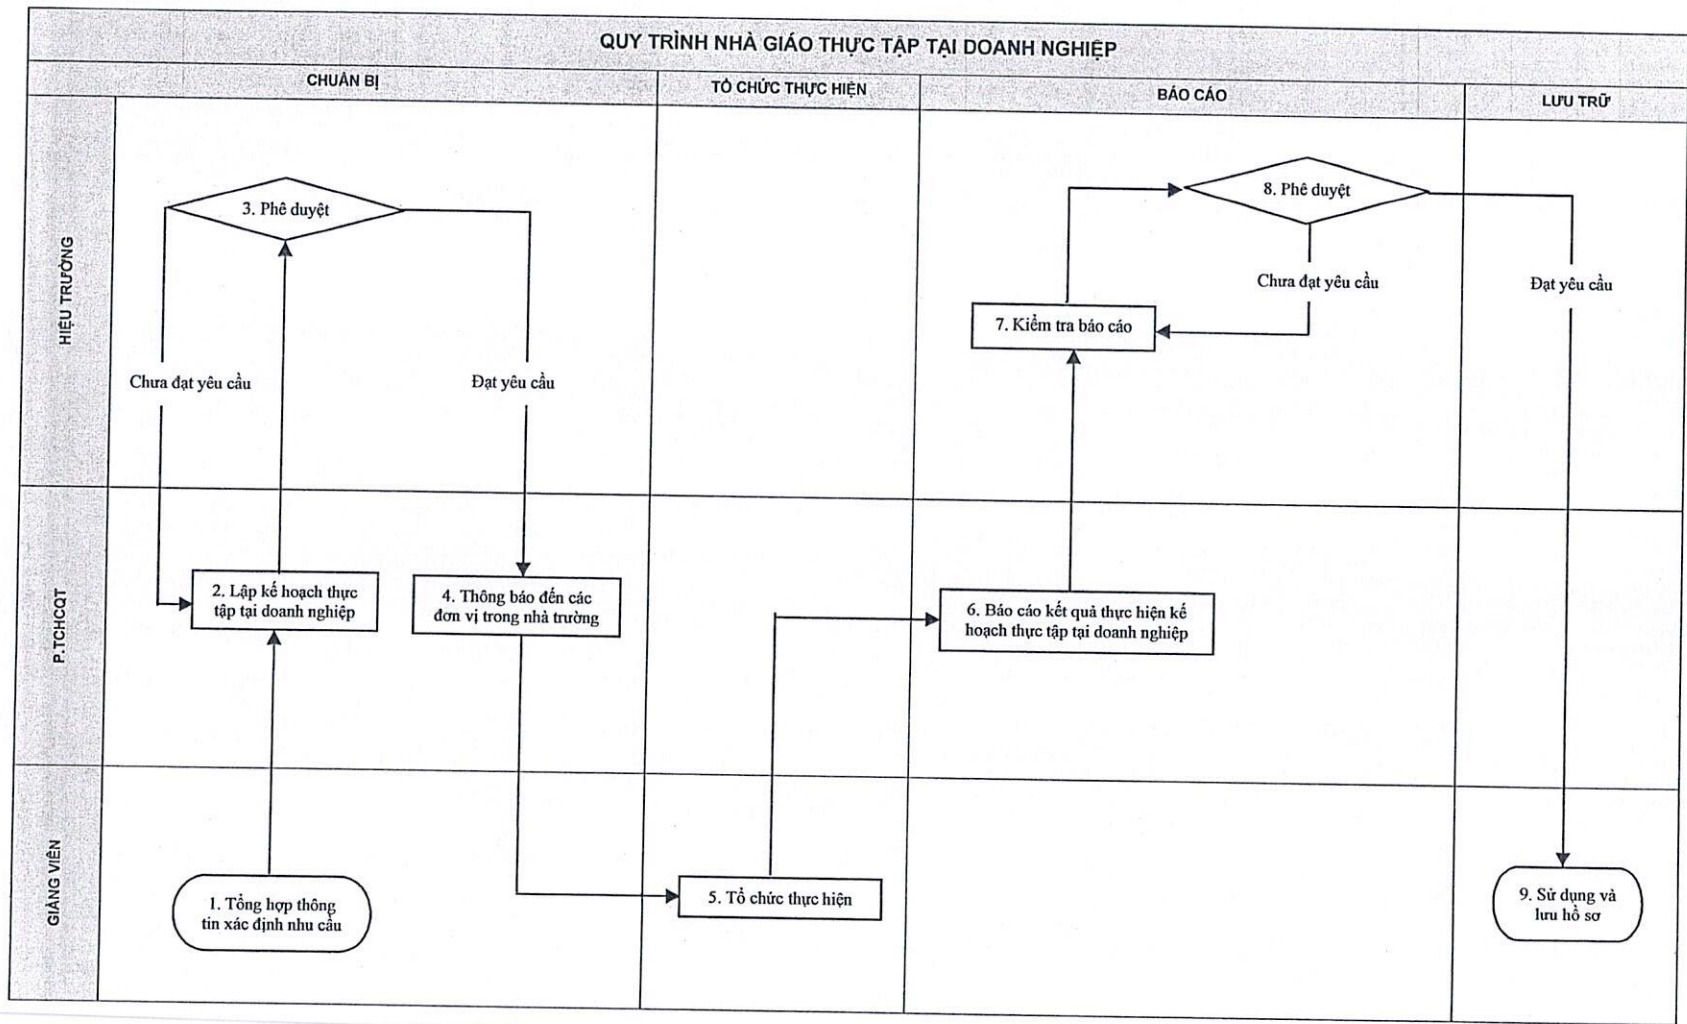 QUY TRÌNH NHÀ GIÁO THỰC TẬP TẠI DOANH NGHIỆP
CHUẨN BỊ
TỔ CHỨC THỰC HIỆN
BÁO CÁO
LƯU TRỮ
HIỆU TRƯỞNG
3. Phê duyệt
8. Phê duyệt
Chưa đạt yêu cầu
Đạt yêu cầu
7. Kiểm tra báo cáo
Chưa đạt yêu cầu
Đạt yêu cầu
P.TCHCQT
2. Lập kế hoạch thực
tập tại doanh nghiệp
4. Thông báo đến các
đơn vị trong nhà trường
6. Báo cáo kết quả thực hiện kế
hoạch thực tập tại doanh nghiệp
GIẢNG VIÊN
1. Tổng hợp thông
tin xác định nhu cầu
5. Tổ chức thực hiện
9. Sử dụng và
lưu hồ sơ